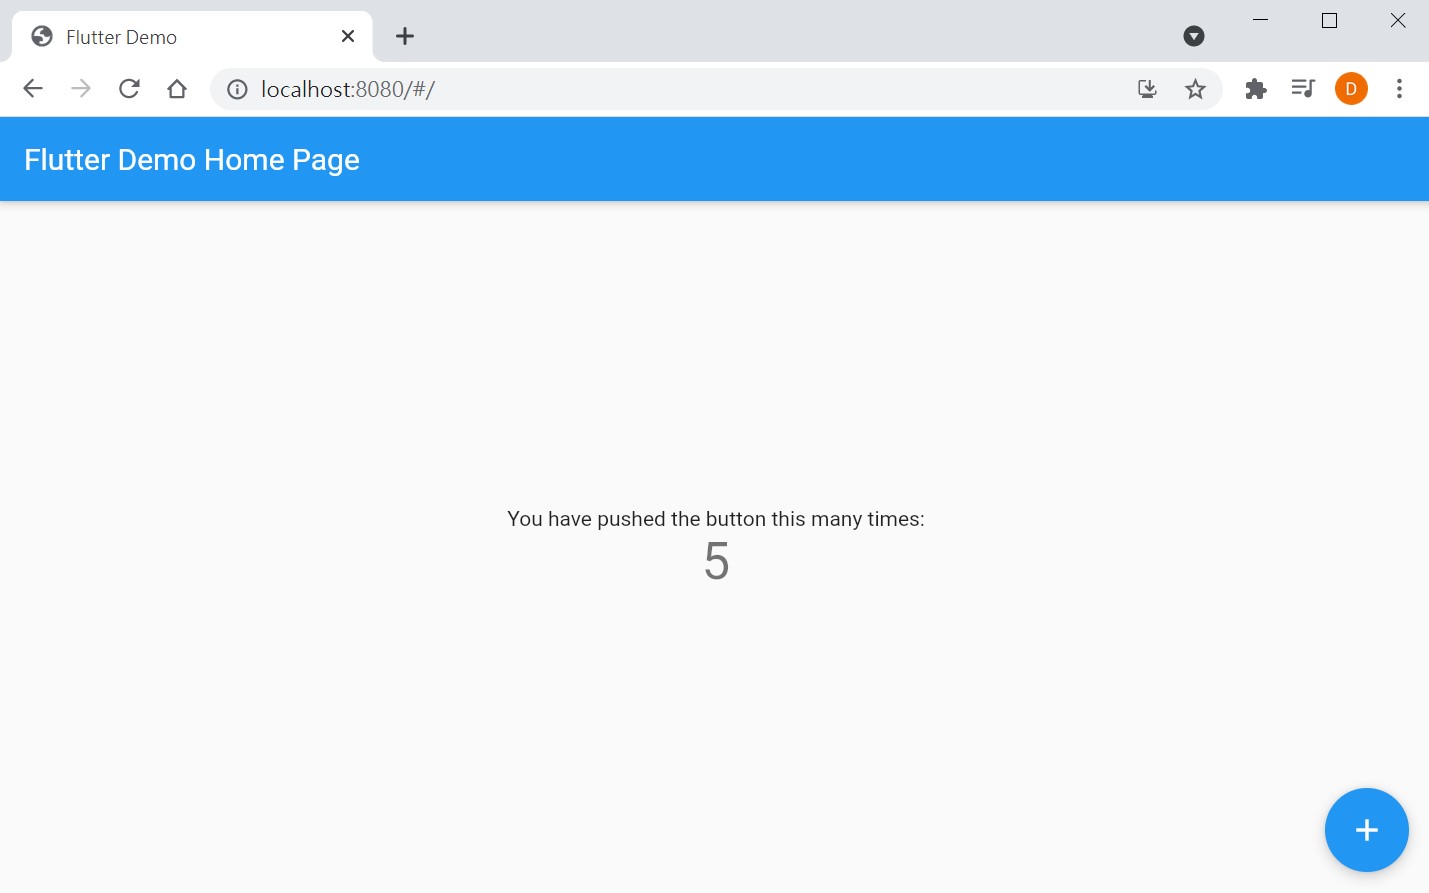 Flutter Demo
localhost:8080/#/
D
Flutter Demo Home Page
You have pushed the button this many times:
5